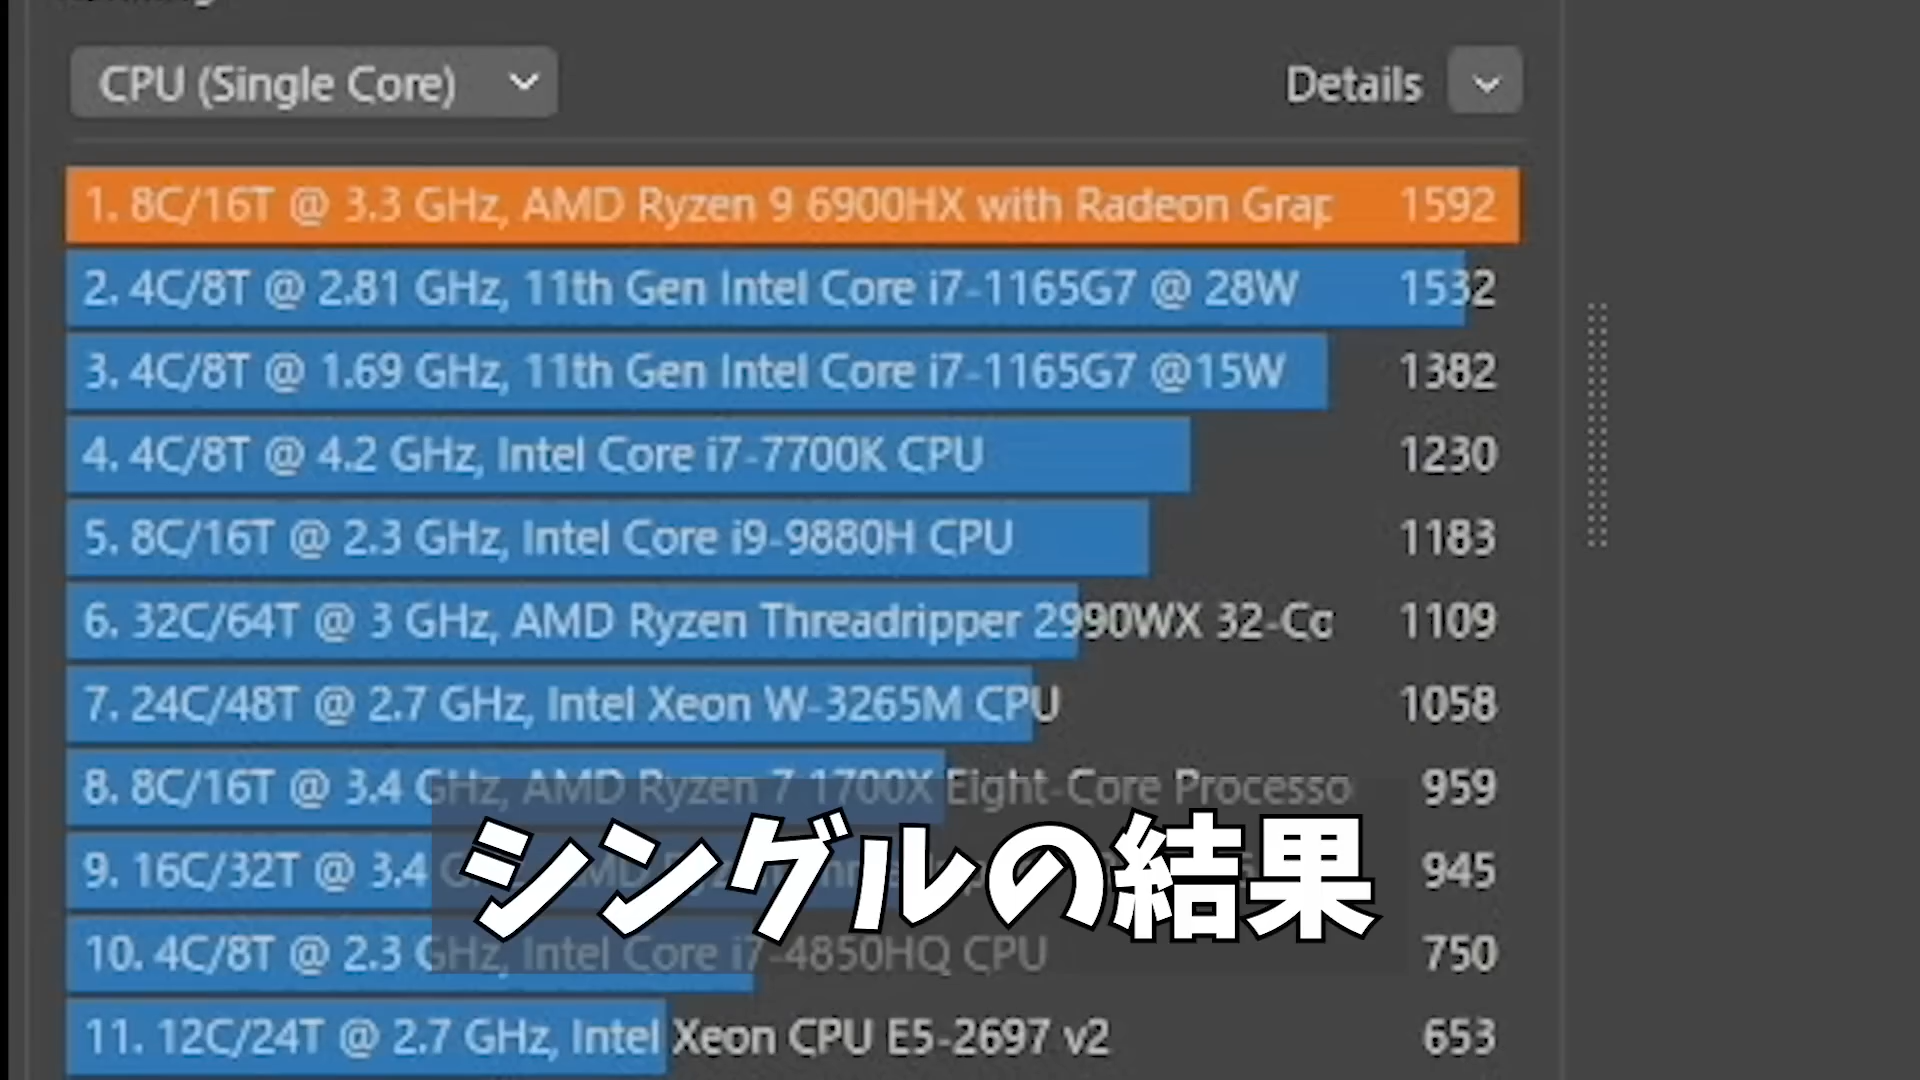 CPU (Single Core)
Details
1. 8C/16T @ 3.3 GHz, AMD Ryzen 9 6900HX with Radeon Grap 1592
2. 4C/8T @ 2.81 GHz, 11th Gen Intel Core i7-1165G7 @ 28W 1532
3. 4C/8T @ 1.69 GHz, 11th Gen Intel Core i7-1165G7 @15W 1382
4. 4C/8T @ 4.2 GHz, Intel Core i7-7700K CPU 1230
5. 8C/16T @ 2.3 GHz, Intel Core i9-9880H CPU 1183
6. 32C/64T @ 3 GHz, AMD Ryzen Threadripper 2990WX 32-Co 1109
7. 24C/48T @ 2.7 GHz, Intel Xeon W-3265M CPU 1058
8. 8C/16T @ 3.4 GHz, AMD Ryzen 7 1700X Eight-Core Processo 959
9. 16C/32T @ 3.4 945
シングルの結果
10. 4C/8T @ 2.3 GHz, Intel Core i7-4850HQ CPU 750
11. 12C/24T @ 2.7 GHz, Intel Xeon CPU E5-2697 v2 653